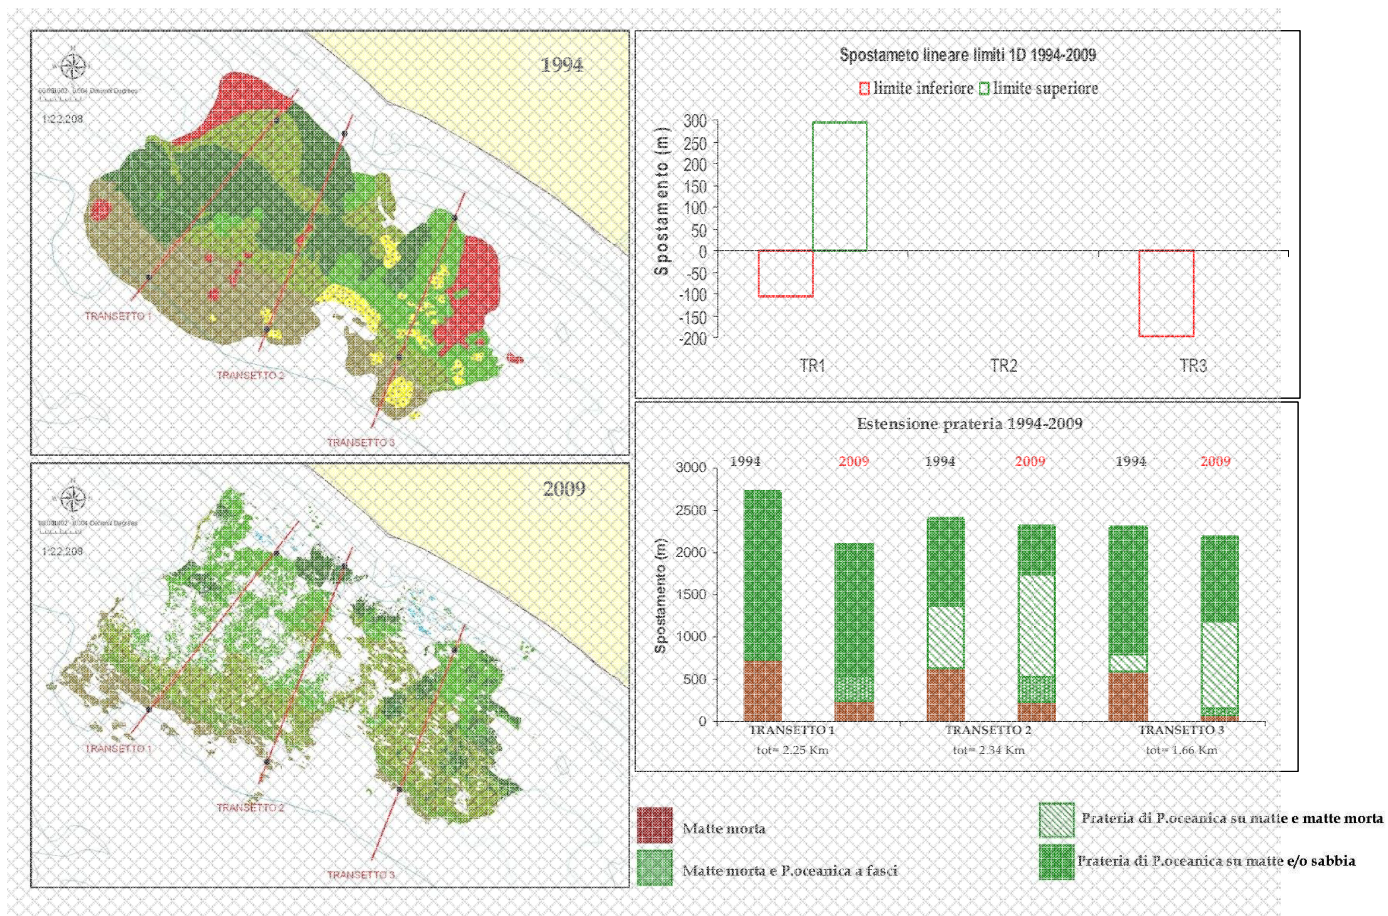 1994
N
W
1:22,208
TRANSETTO 1
TRANSETTO 2
TRANSETTO 3
2009
N
W
1:22,208
TRANSETTO 1
TRANSETTO 2
TRANSETTO 3
Spostameto lineare limiti 1D 1994-2009
limite inferiore limite superiore
Spostamento (m)
300
250
200
150
100
50
0
-50
-100
-150
-200
TR1 TR2 TR3
Estensione prateria 1994-2009
1994 2009 1994 2009 1994 2009
Spostamento (m)
3000
2500
2000
1500
1000
500
0
TRANSETTO 1 TRANSETTO 2 TRANSETTO 3
tot= 2.25 Km tot= 2.34 Km tot= 1.66 Km
Matte morta
Matte morta e P.oceanica a fasci
Prateria di P.oceanica su matte e matte morta
Prateria di P.oceanica su matte e/o sabbia